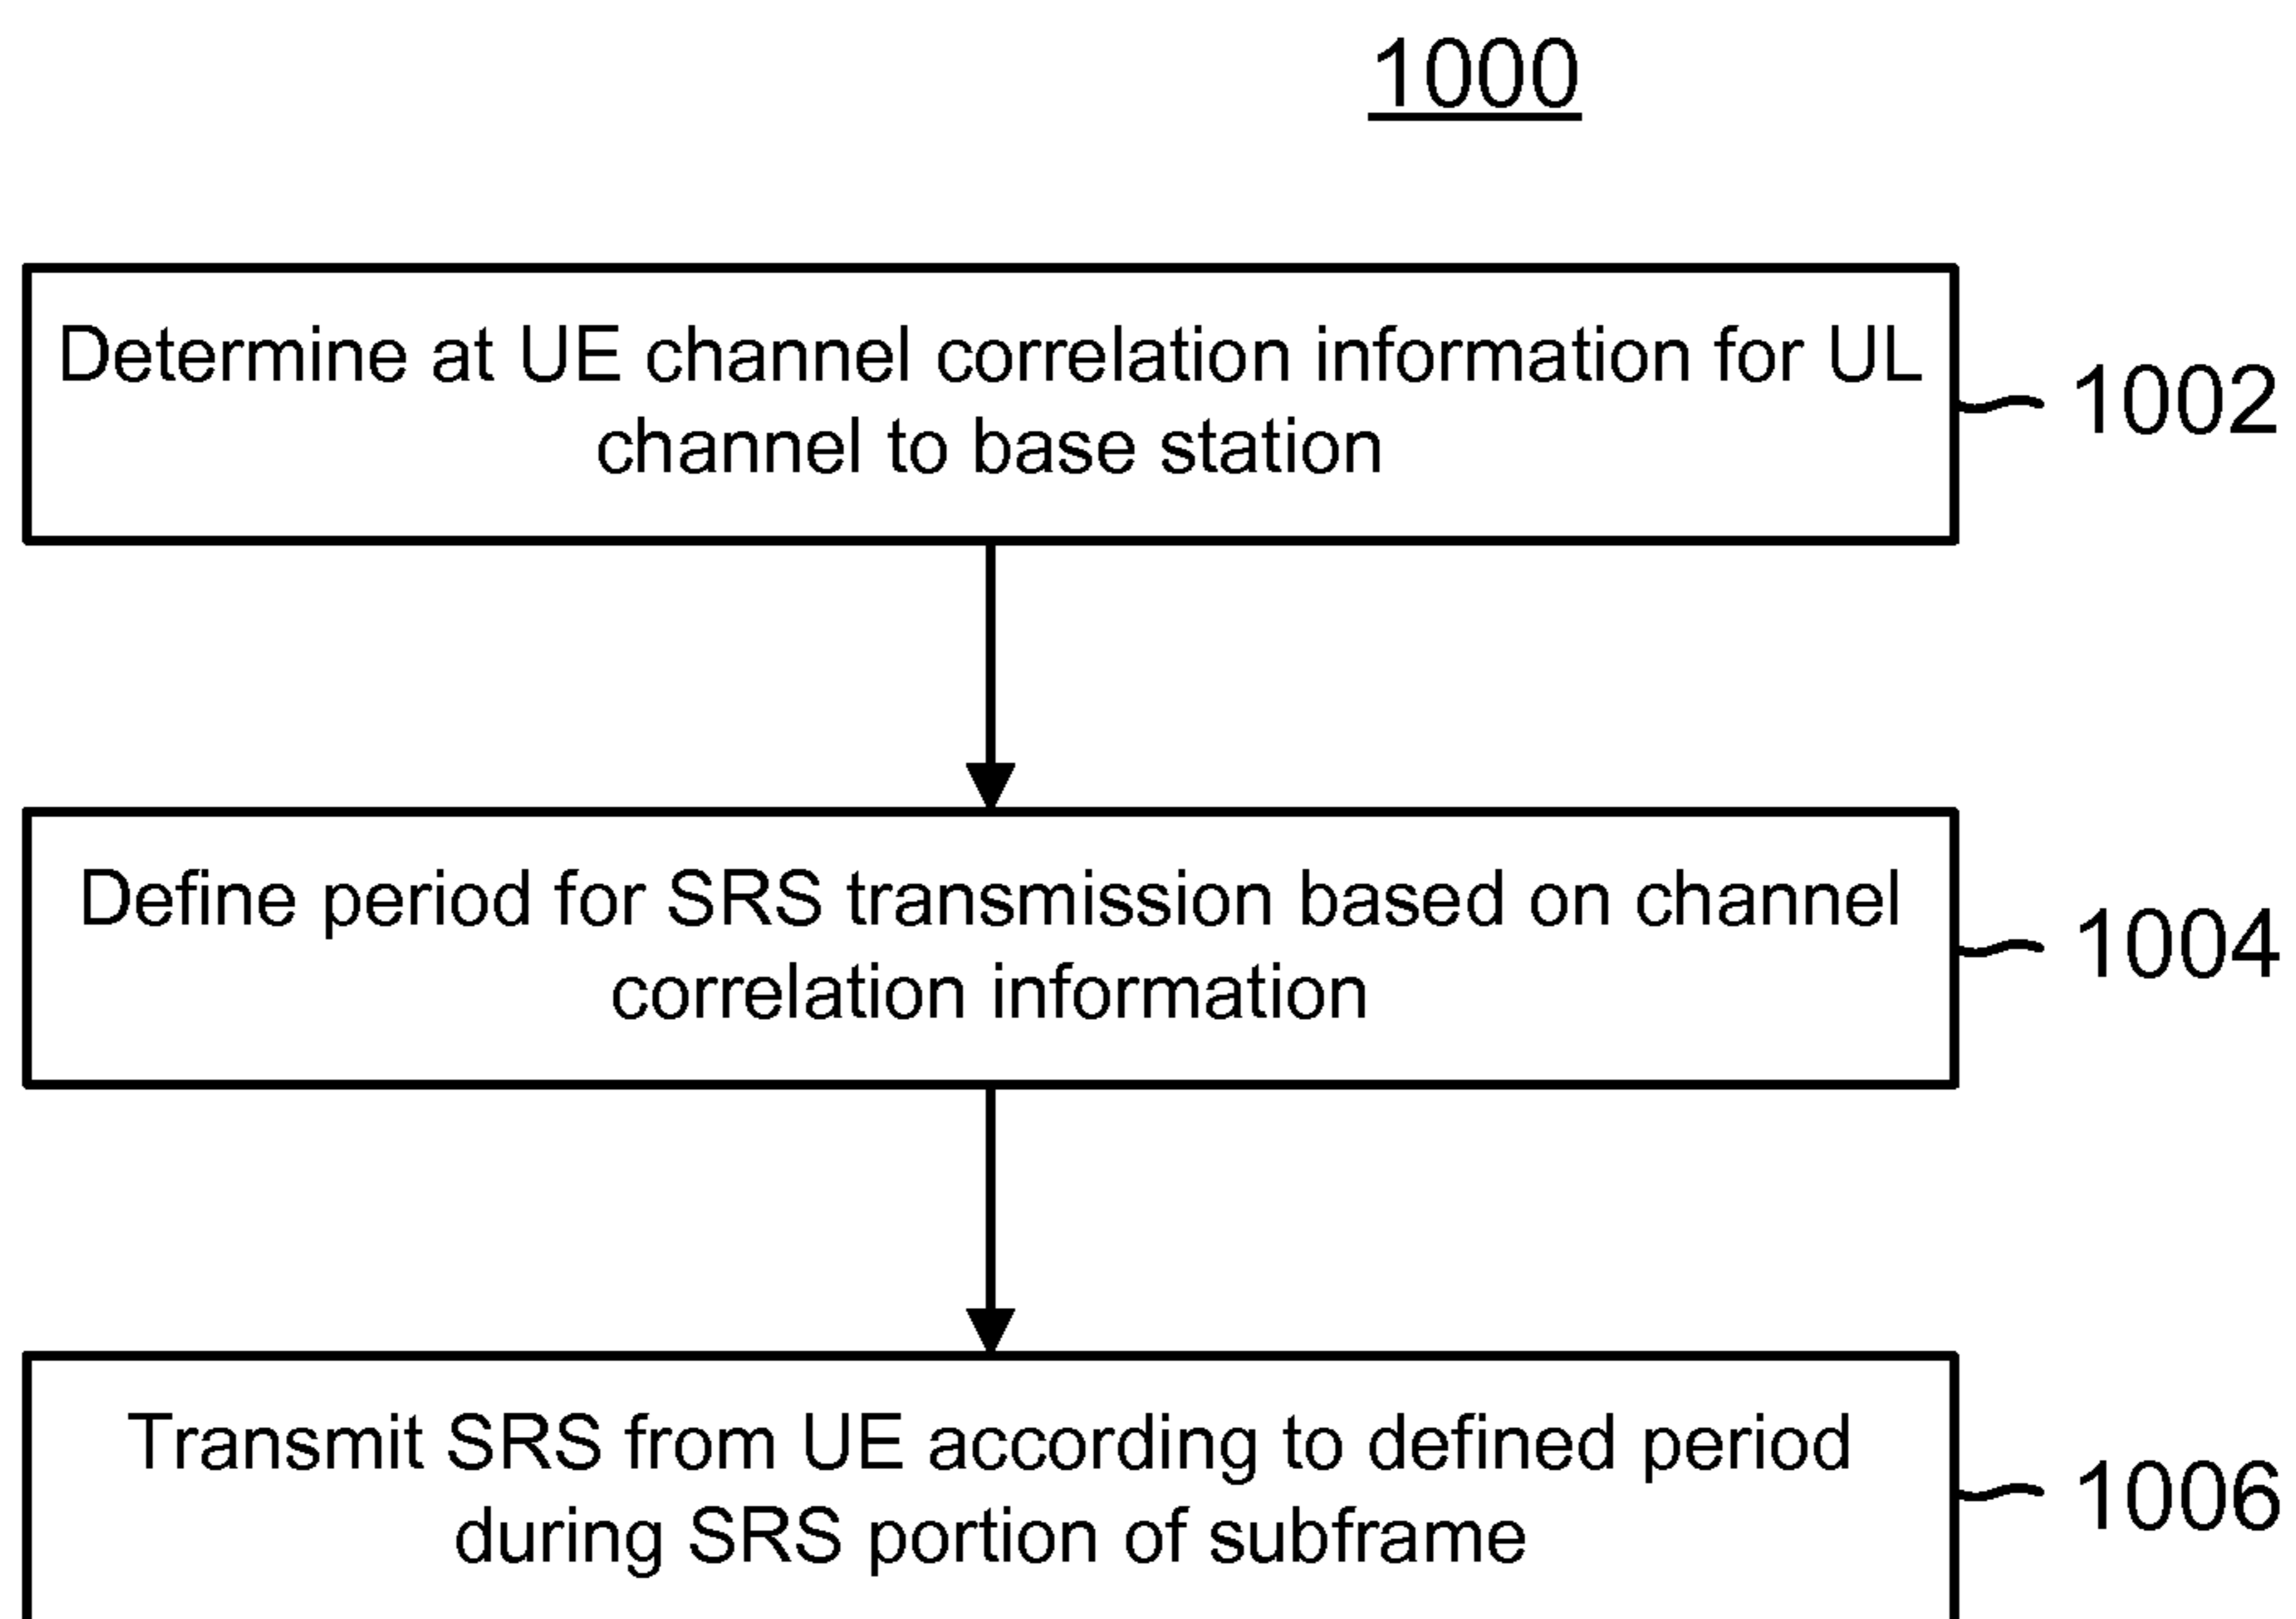 1000
Determine at UE channel correlation information for UL
channel to base station
1002
Define period for SRS transmission based on channel
correlation information
1004
Transmit SRS from UE according to defined period
during SRS portion of subframe
1006